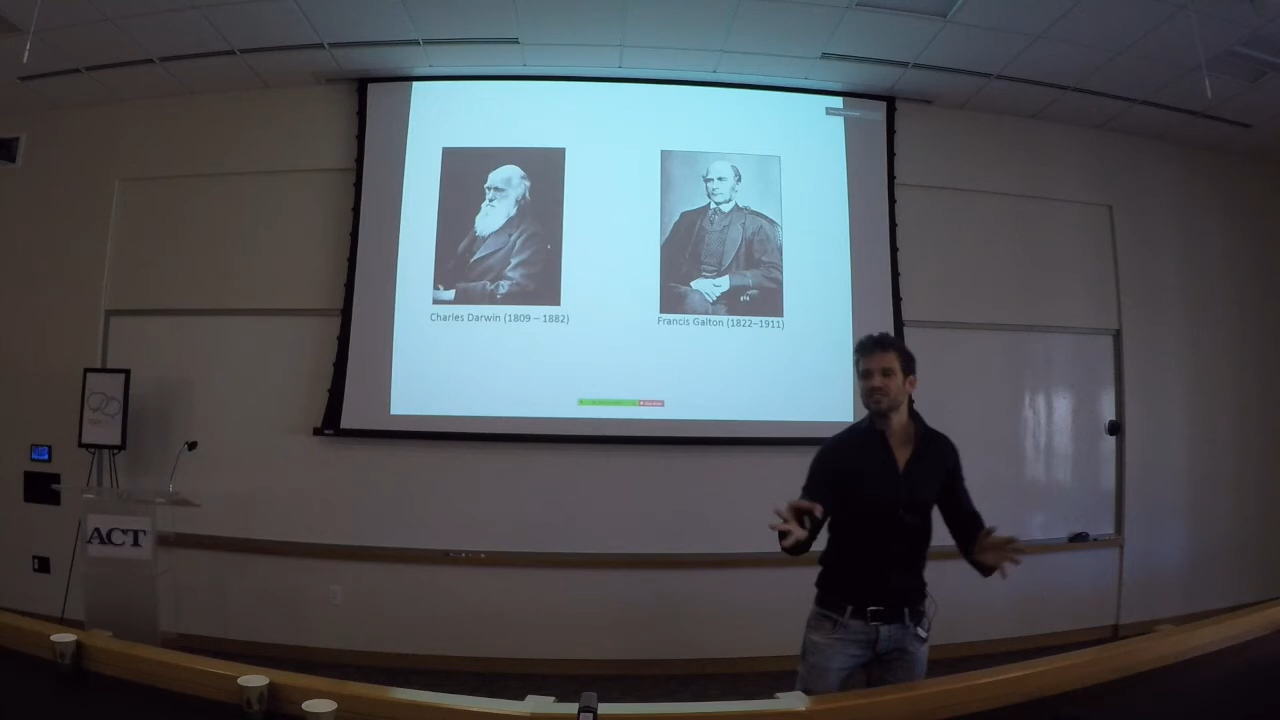 Charles Darwin (1809 – 1882)
Francis Galton (1822–1911)
ACT